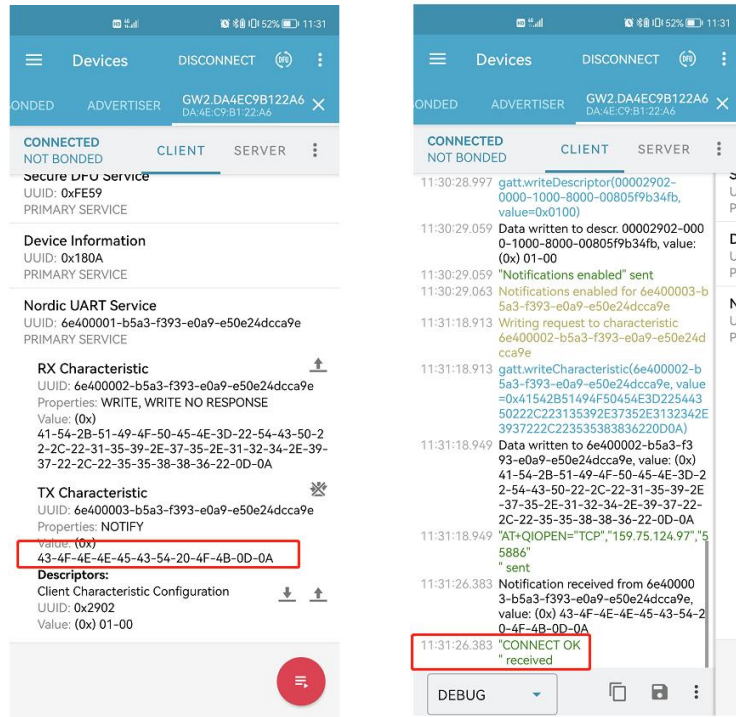 HD 4G 52% 11:31
Devices
DISCONNECT
DFU
ONDED
ADVERTISER
GW2.DA4EC9B122A6
DA:4E:C9:B1:22:A6
CONNECTED
NOT BONDED
CLIENT
SERVER
Secure DFU Service
UUID: 0xFE59
PRIMARY SERVICE
Device Information
UUID: 0x180A
PRIMARY SERVICE
Nordic UART Service
UUID: 6e400001-b5a3-f393-e0a9-e50e24dcca9e
PRIMARY SERVICE
RX Characteristic
UUID: 6e400002-b5a3-f393-e0a9-e50e24dcca9e
Properties: WRITE, WRITE NO RESPONSE
Value: (0x)
41-54-2B-51-49-4F-50-45-4E-3D-22-54-43-50-2
2-2C-22-31-35-39-2E-37-35-2E-31-32-34-2E-39-
37-22-2C-22-35-35-38-38-36-22-0D-0A
TX Characteristic
UUID: 6e400003-b5a3-f393-e0a9-e50e24dcca9e
Properties: NOTIFY
Value: (0x)
43-4F-4E-4E-45-43-54-20-4F-4B-0D-0A
Descriptors:
Client Characteristic Configuration
UUID: 0x2902
Value: (0x) 01-00
HD 4G 52% 11:31
Devices
DISCONNECT
DFU
ONDED
ADVERTISER
GW2.DA4EC9B122A6
DA:4E:C9:B1:22:A6
CONNECTED
NOT BONDED
CLIENT
SERVER
11:30:28.997 gatt.writeDescriptor(00002902-
0000-1000-8000-00805f9b34fb,
value=0x0100)
11:30:29.059 Data written to descr. 00002902-000
0-1000-8000-00805f9b34fb, value:
(0x) 01-00
11:30:29.059 "Notifications enabled" sent
11:30:29.063 Notifications enabled for 6e400003-b
5a3-f393-e0a9-e50e24dcca9e
11:31:18.913 Writing request to characteristic
6e400002-b5a3-f393-e0a9-e50e24d
cca9e
11:31:18.913 gatt.writeCharacteristic(6e400002-b
5a3-f393-e0a9-e50e24dcca9e, value
=0x41542B51494F50454E3D225443
50222C223135392E37352E3132342E
3937222C223535383836220D0A)
11:31:18.949 Data written to 6e400002-b5a3-f3
93-e0a9-e50e24dcca9e, value: (0x)
41-54-2B-51-49-4F-50-45-4E-3D-2
2-54-43-50-22-2C-22-31-35-39-2E
-37-35-2E-31-32-34-2E-39-37-22-
2C-22-35-35-38-38-36-22-0D-0A
11:31:18.949 "AT+QIOPEN="TCP","159.75.124.97","5
5886"
" sent
11:31:26.383 Notification received from 6e40000
3-b5a3-f393-e0a9-e50e24dcca9e,
value: (0x) 43-4F-4E-4E-45-43-54-2
0-4F-4B-0D-0A
11:31:26.383 "CONNECT OK
" received
DEBUG